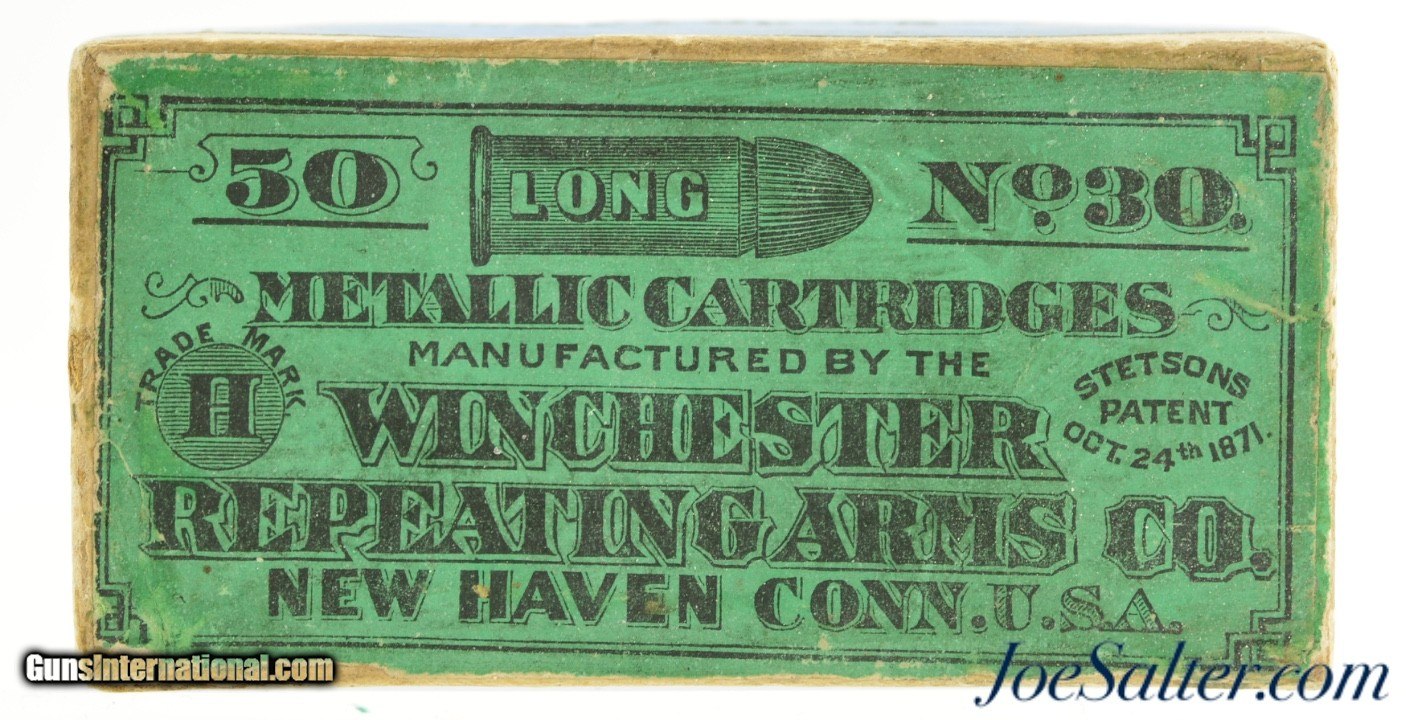 50 LONG No 30.
METALLIC CARTRIDGES
TRADE MARK
H
MANUFACTURED BY THE
STETSONS
PATENT
OCT. 24th 1871.
WINCHESTER
REPEATING ARMS CO.
NEW HAVEN CONN. U.S.A.
GunsInternational.com
JoeSalter.com